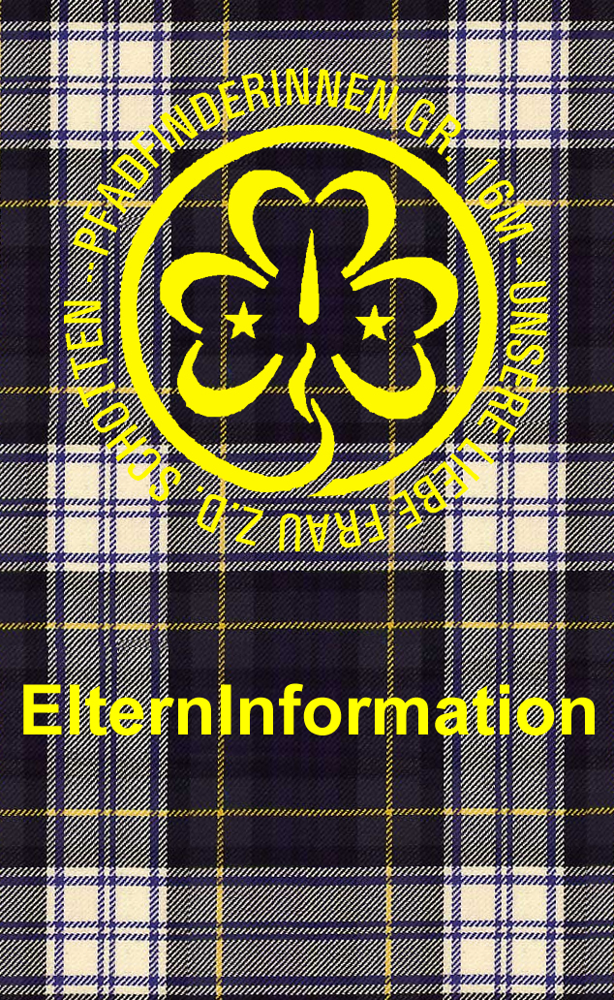 PFADFINDERINNEN GR. 16M - UNSERE LIEBE FRAU Z.D. SCHOTTEN --
ElternInformation